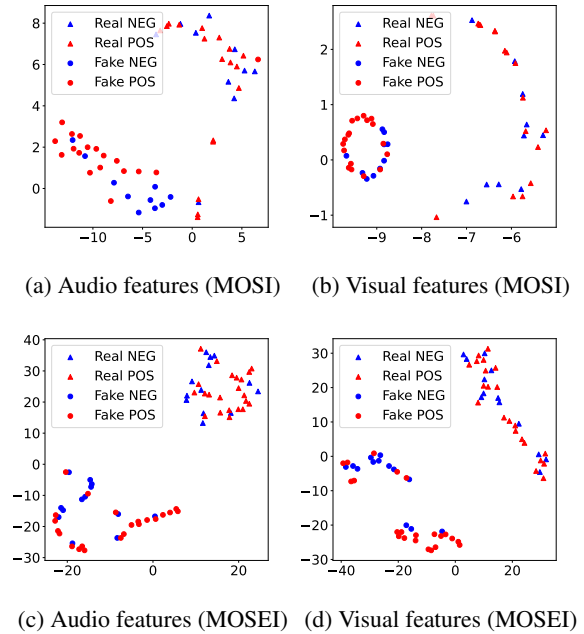 8
6
4
2
0
−10
−5
0
5
Real NEG
Real POS
Fake NEG
Fake POS
(a) Audio features (MOSI)
2
1
0
−1
−9
−8
−7
−6
Real NEG
Real POS
Fake NEG
Fake POS
(b) Visual features (MOSI)
40
30
20
10
0
−10
−20
−30
−20
0
20
Real NEG
Real POS
Fake NEG
Fake POS
(c) Audio features (MOSEI)
30
20
10
0
−10
−20
−30
−40
−20
0
20
Real NEG
Real POS
Fake NEG
Fake POS
(d) Visual features (MOSEI)